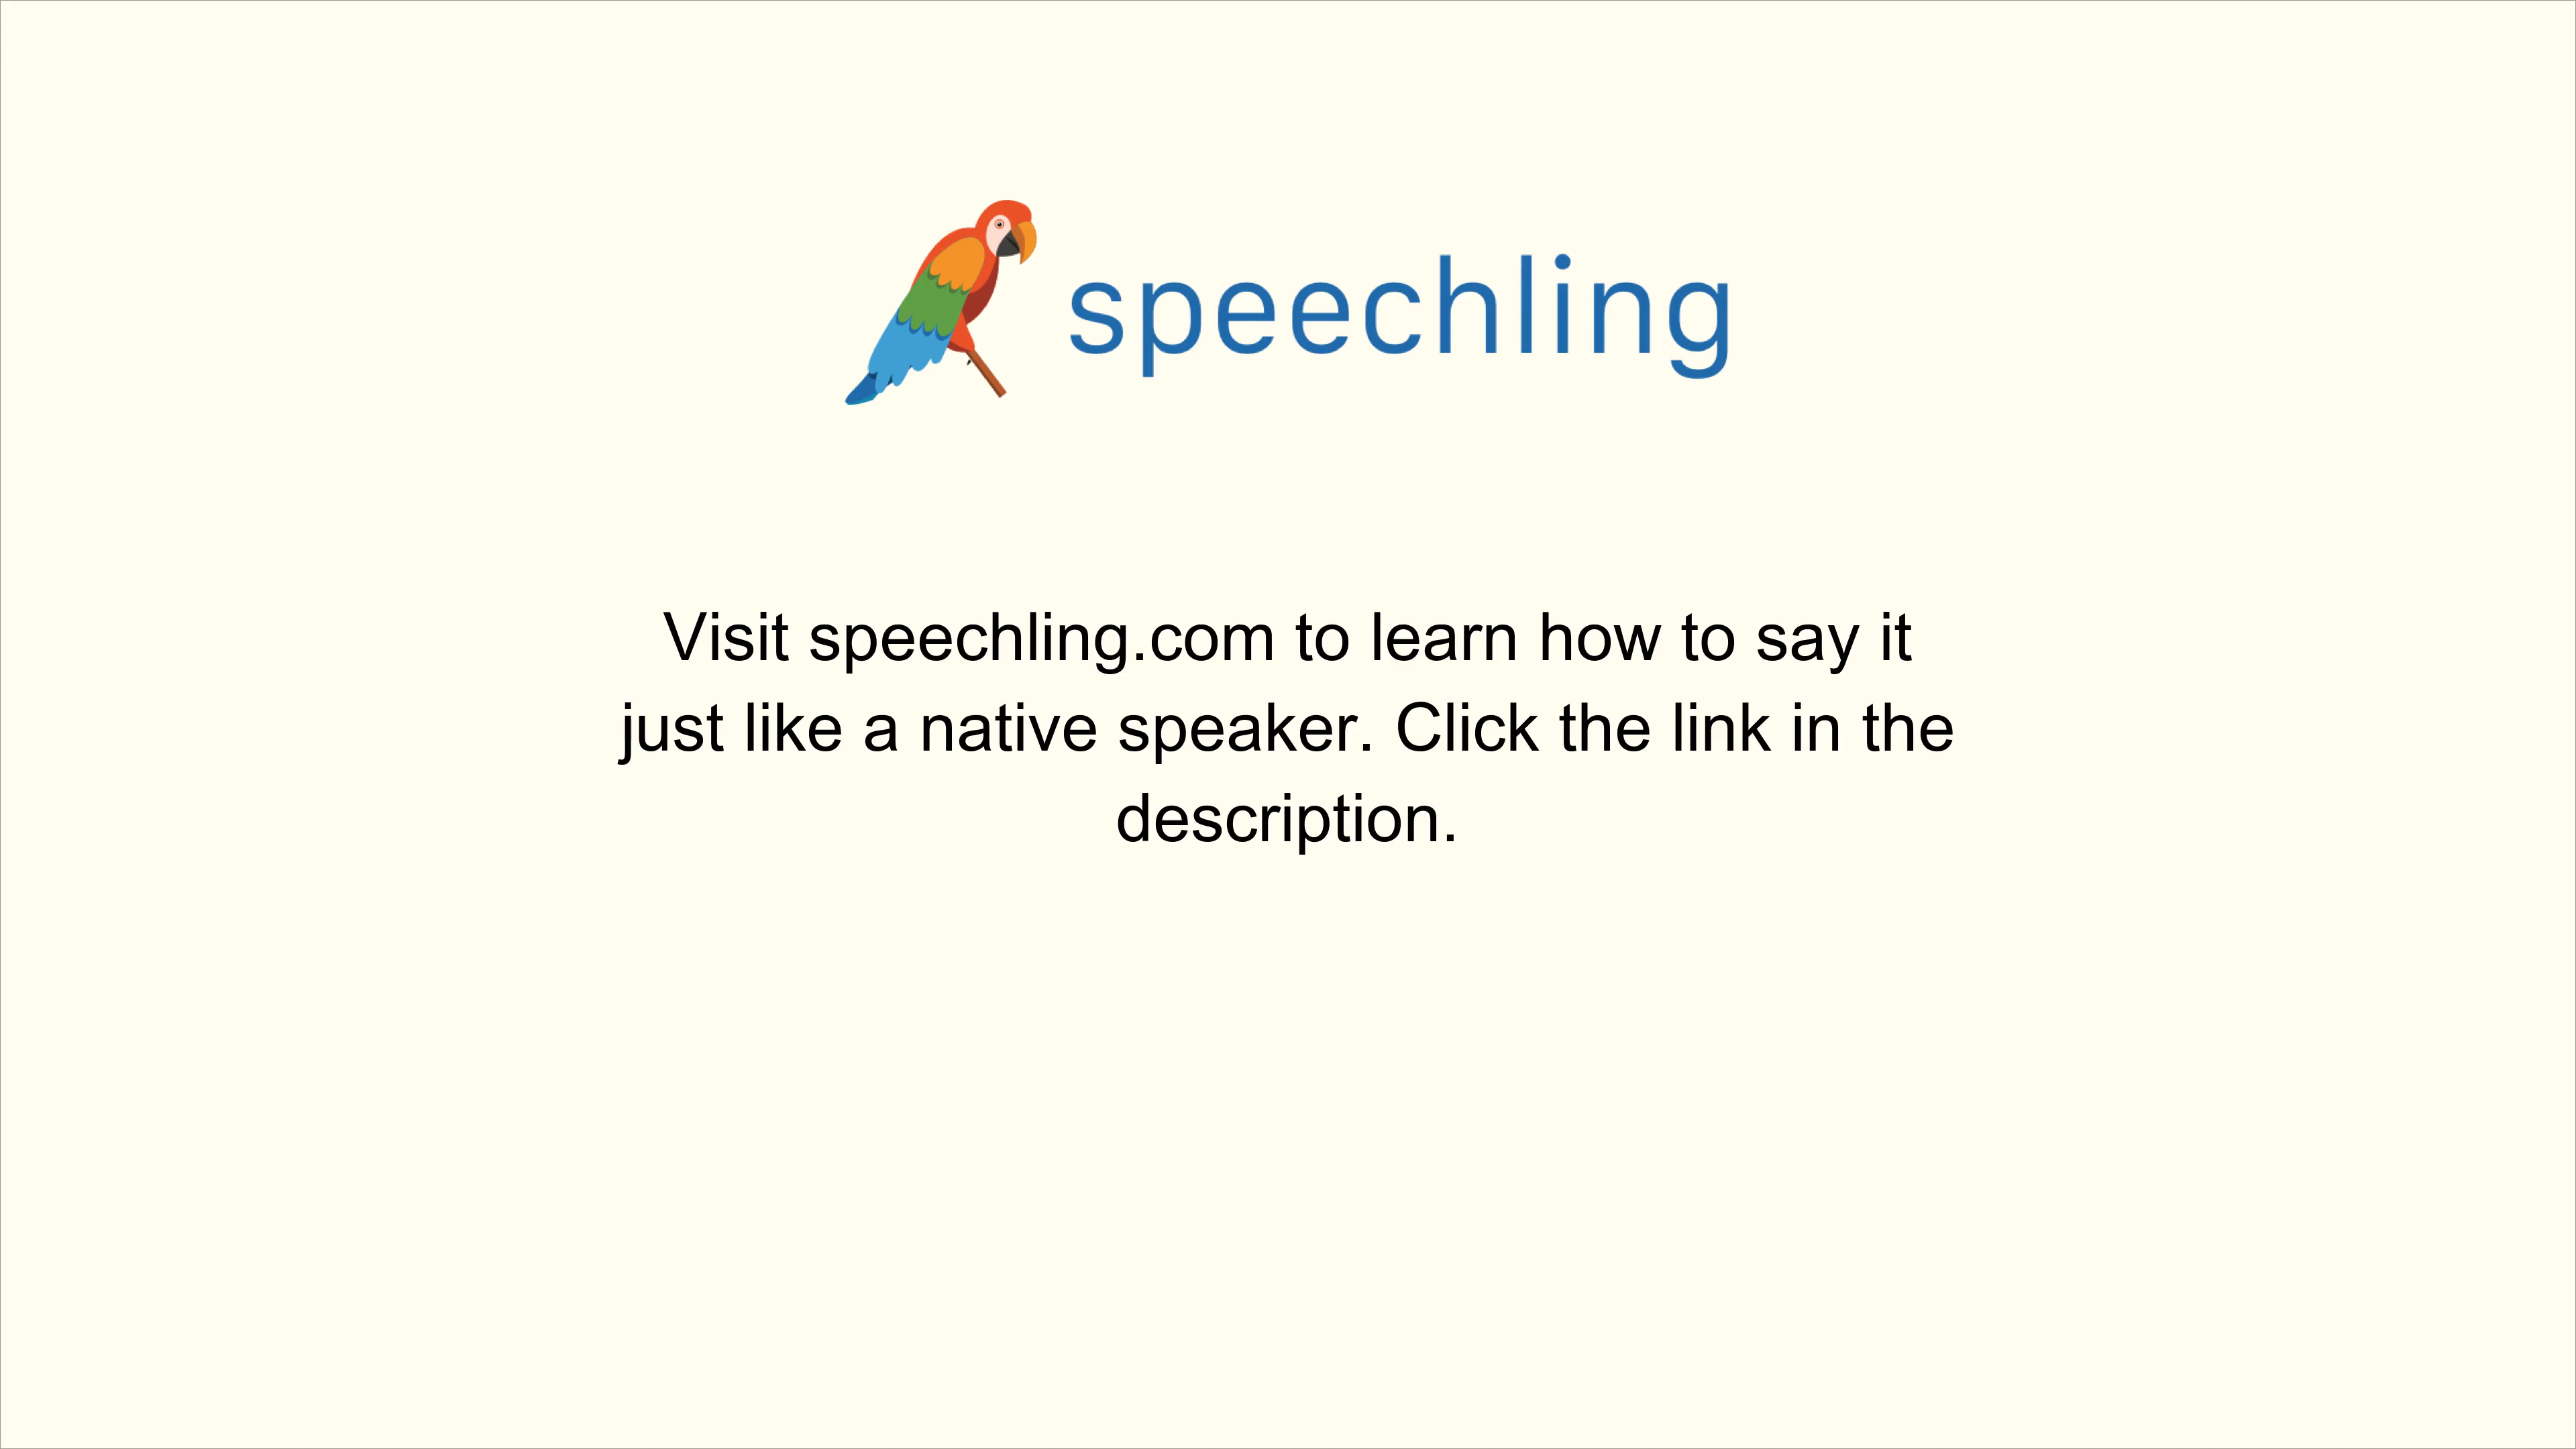 speechling
Visit speechling.com to learn how to say it
just like a native speaker. Click the link in the
description.